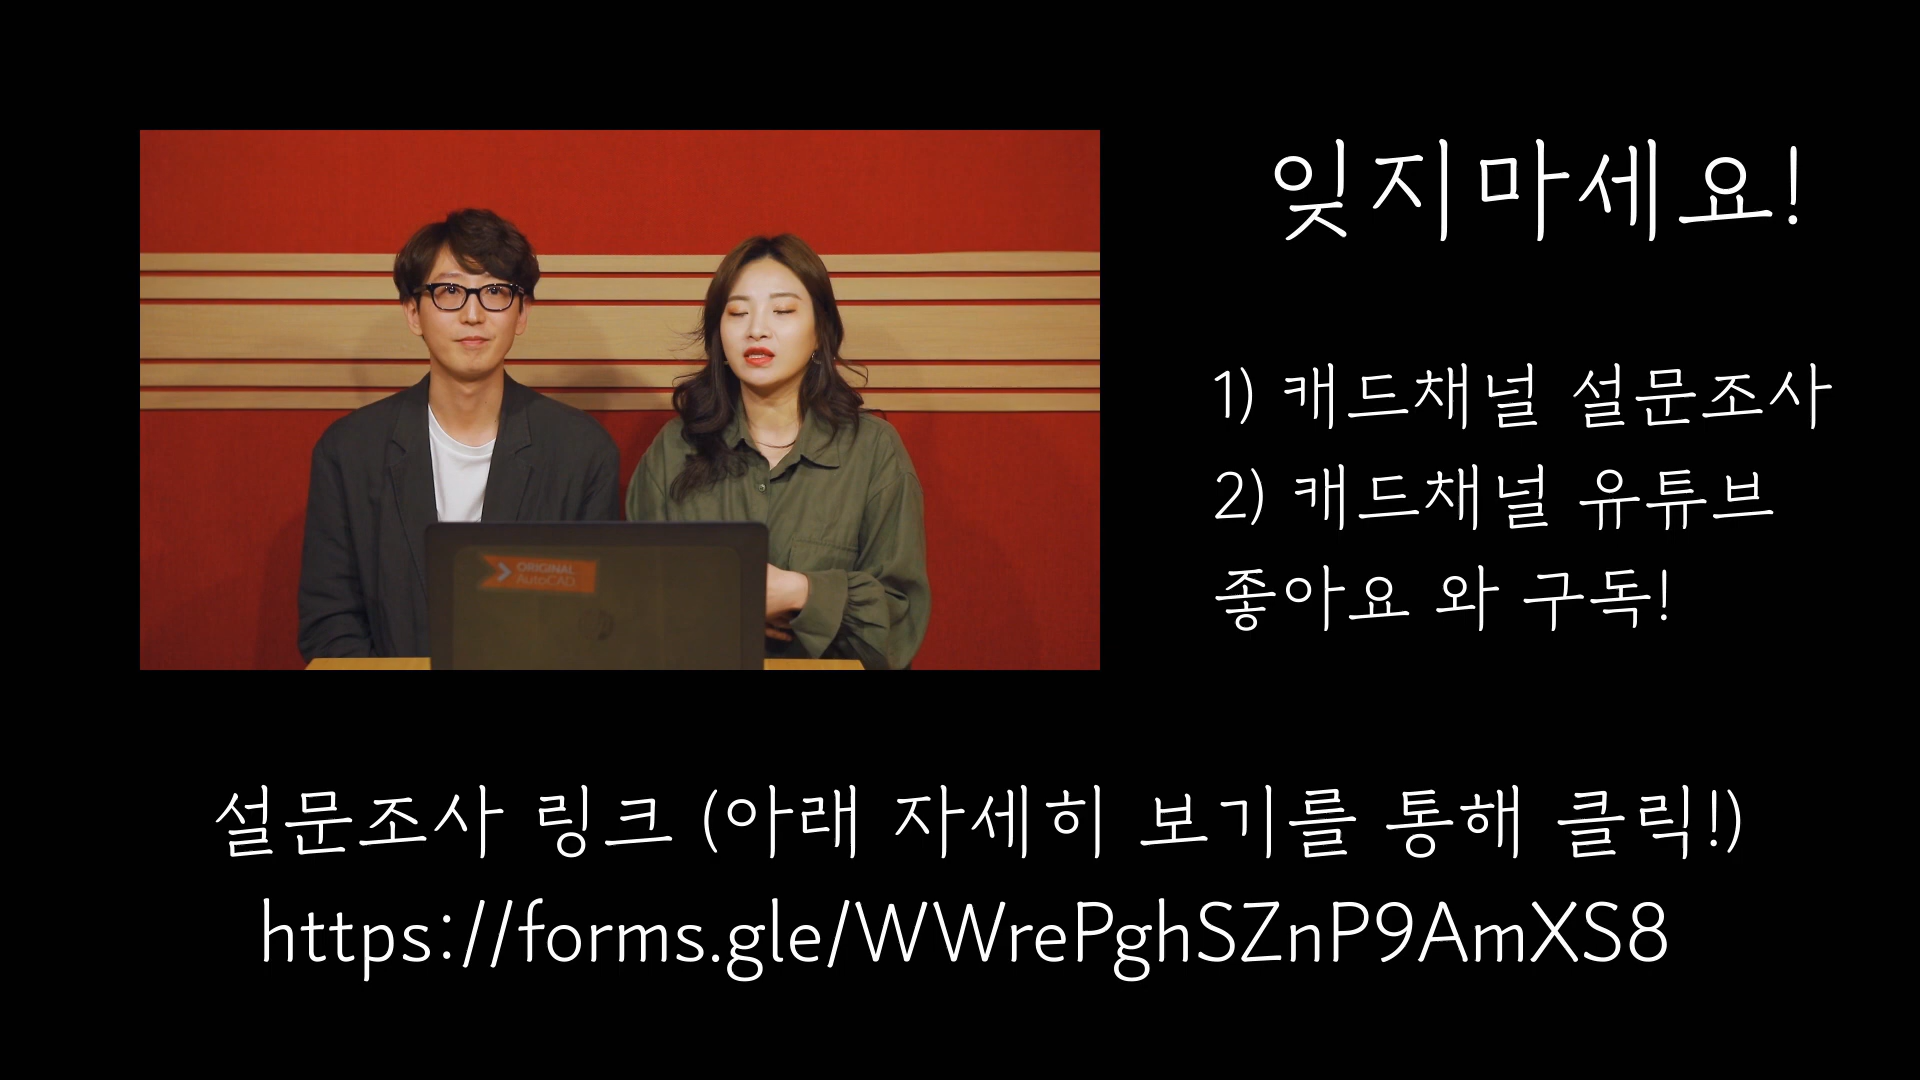 잊지마세요!
1) 캐드채널 설문조사
2) 캐드채널 유튜브
좋아요 와 구독!
ORIGINAL
AutoCAD
설문조사 링크 (아래 자세히 보기를 통해 클릭!)
https://forms.gle/WWrePghSZnP9AmXS8